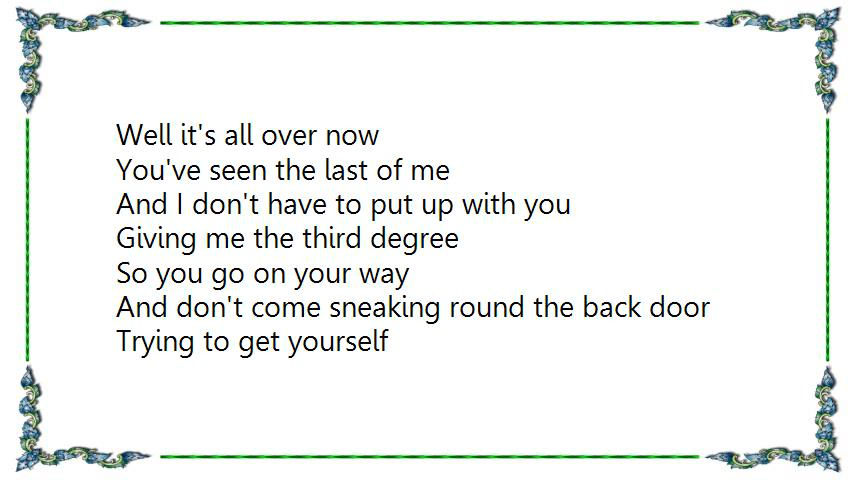 Well it's all over now
You've seen the last of me
And I don't have to put up with you
Giving me the third degree
So you go on your way
And don't come sneaking round the back door
Trying to get yourself